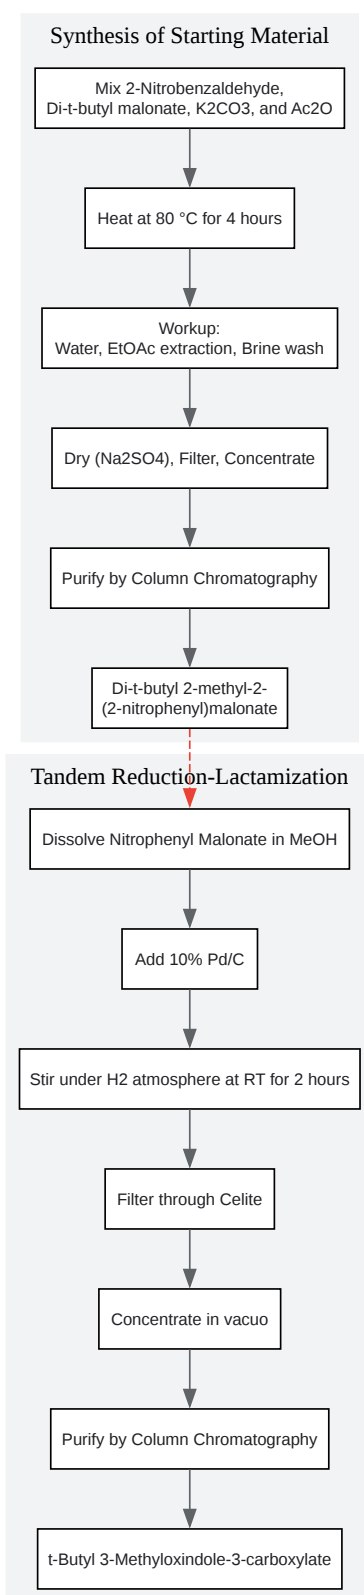 Synthesis of Starting Material
Mix 2-Nitrobenzaldehyde,
Di-t-butyl malonate, K2CO3, and Ac2O
Heat at 80 °C for 4 hours
Workup:
Water, EtOAc extraction, Brine wash
Dry (Na2SO4), Filter, Concentrate
Purify by Column Chromatography
Di-t-butyl 2-methyl-2-
(2-nitrophenyl)malonate
Tandem Reduction-Lactamization
Dissolve Nitrophenyl Malonate in MeOH
Add 10% Pd/C
Stir under H2 atmosphere at RT for 2 hours
Filter through Celite
Concentrate in vacuo
Purify by Column Chromatography
t-Butyl 3-Methyloxindole-3-carboxylate